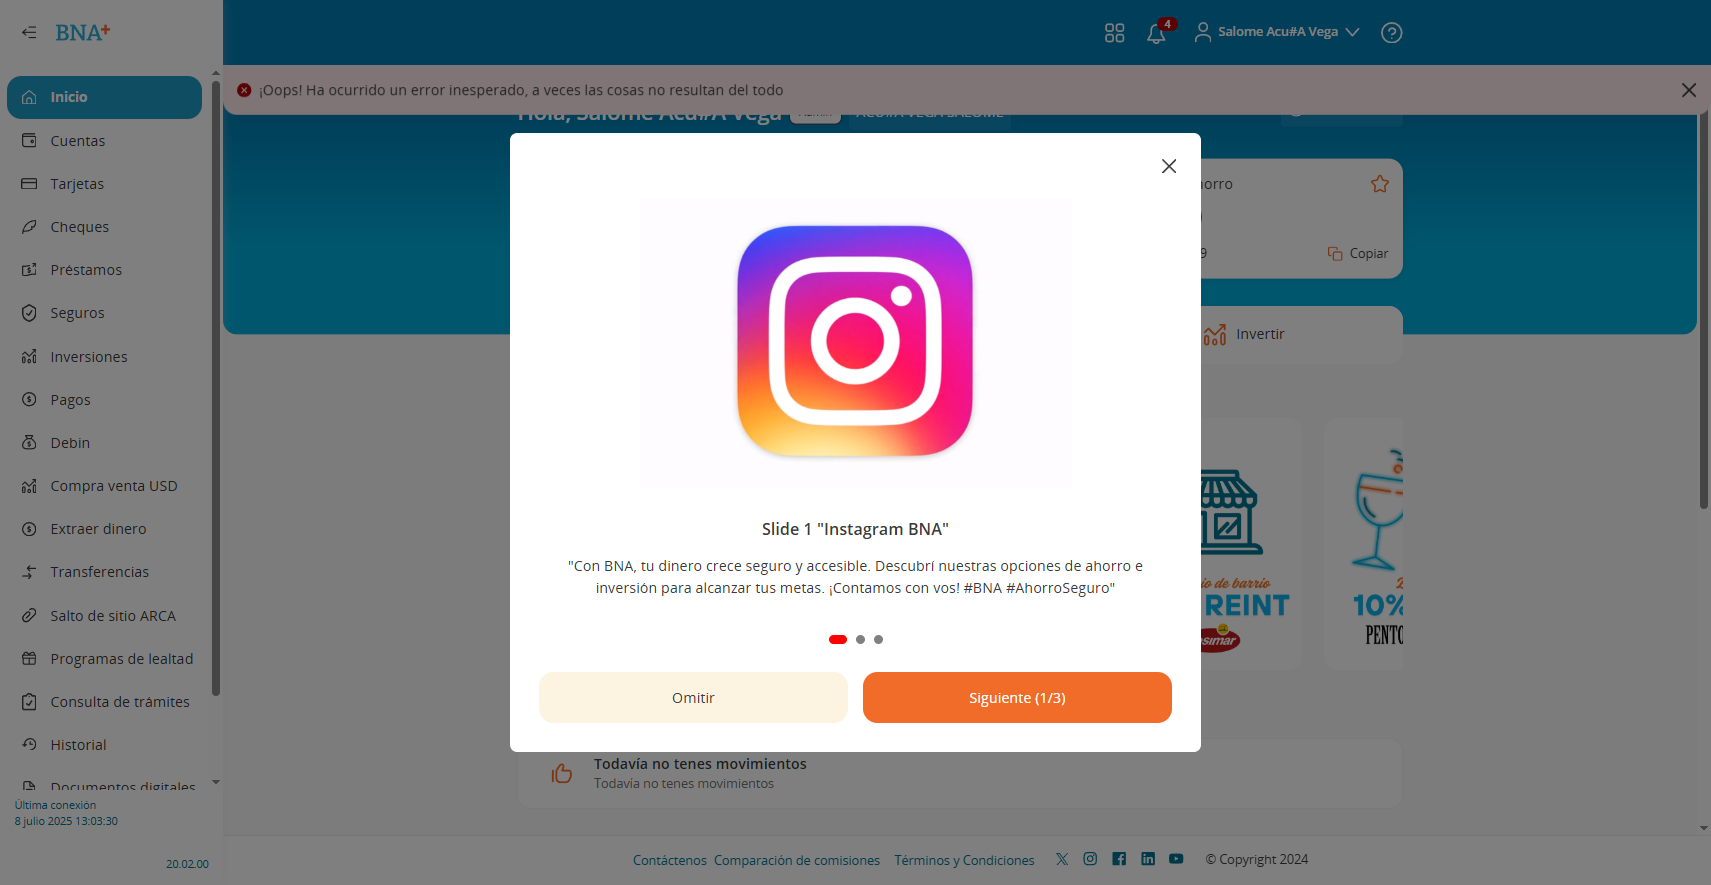 BNA+
4
Salome Acu#A Vega
Inicio
¡Oops! Ha ocurrido un error inesperado, a veces las cosas no resultan del todo
Hola, Salome Acu#A Vega
Cuentas
Tarjetas
Cheques
Préstamos
Seguros
Inversiones
Pagos
Debin
Compra venta USD
Extraer dinero
Transferencias
Salto de sitio ARCA
Programas de lealtad
Consulta de trámites
Historial
Documentos digitales
Última conexión
8 julio 2025 13:03:30
20.02.00
Slide 1 "Instagram BNA"
"Con BNA, tu dinero crece seguro y accesible. Descubrí nuestras opciones de ahorro e
inversión para alcanzar tus metas. ¡Contamos con vos! #BNA #AhorroSeguro"
Omitir
Siguiente (1/3)
9
Copiar
Invertir
de barrio
REINT
10%
Todavía no tenes movimientos
Todavía no tenes movimientos
Contáctenos
Comparación de comisiones
Términos y Condiciones
© Copyright 2024